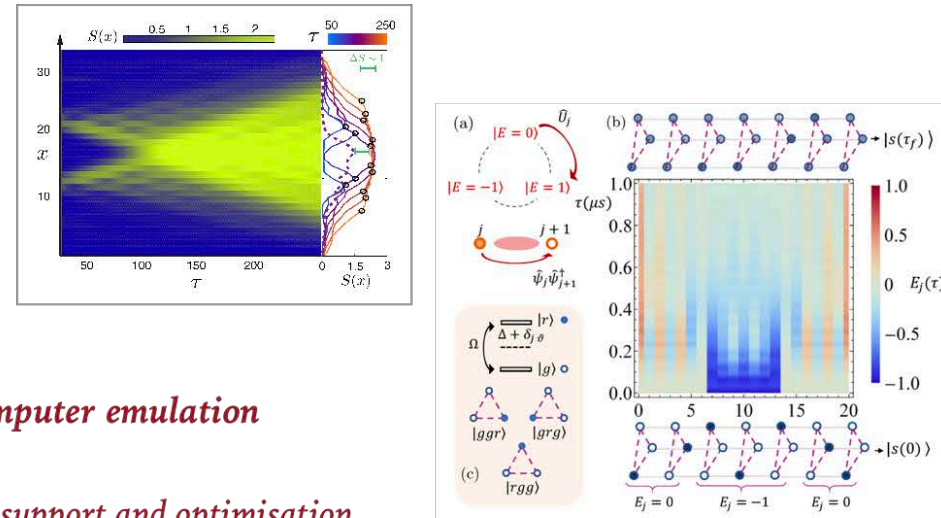 S(x) 0.5 1 1.5 2
τ 50 250
ΔS ~ 1
30
20
x
10
50 100 150 200
τ
0 1.5 3
S(x)
(a)
|E = 0⟩
Û_j
|E = −1⟩ |E = 1⟩
j j + 1
ψ̂_j ψ̂†_{j+1}
(b)
|s(τ_f) ⟩
τ(μs)
1.0
0.8
0.6
0.4
0.2
0.0
0 5 10 15 20
1.0
0.5
0
−0.5
−1.0
E_j(τ)
|s(0) ⟩
E_j = 0 E_j = −1 E_j = 0
|r⟩
Ω
|g⟩
|ggr⟩ |grg⟩
|rgg⟩
(c)
mputer emulation
support and optimisation